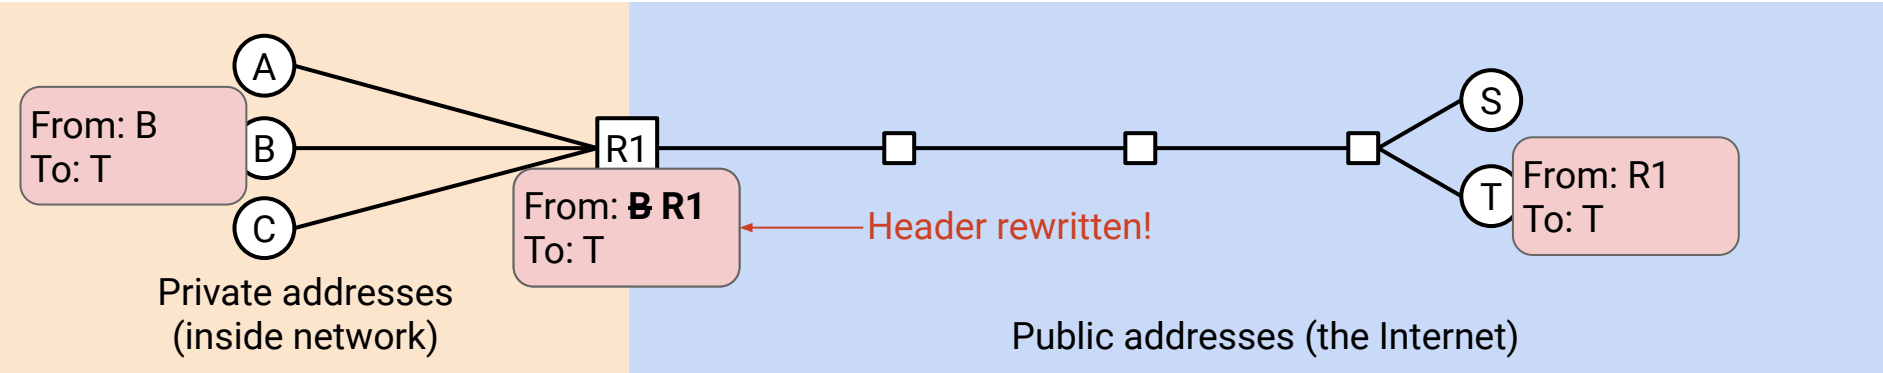 A
From: B
To: T
B
C
Private addresses
(inside network)
R1
From: B R1
To: T
Header rewritten!
S
T
From: R1
To: T
Public addresses (the Internet)